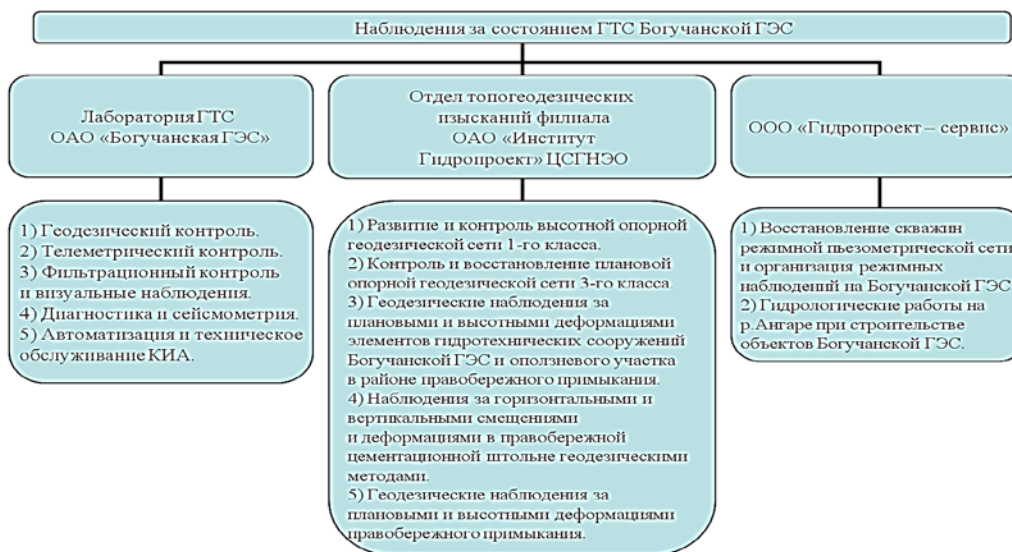 Наблюдения за состоянием ГТС Богучанской ГЭС
Лаборатория ГТС
ОАО «Богучанская ГЭС»
Отдел топогеодезических
изысканий филиала
ОАО «Институт
Гидропроект» ЦСГНЭО
ООО «Гидропроект – сервис»
1) Геодезический контроль.
2) Телеметрический контроль.
3) Фильтрационный контроль
и визуальные наблюдения.
4) Диагностика и сейсмометрия.
5) Автоматизация и техническое
обслуживание КИА.
1) Развитие и контроль высотной опорной
геодезической сети 1-го класса.
2) Контроль и восстановление плановой
опорной геодезической сети 3-го класса.
3) Геодезические наблюдения за
плановыми и высотными деформациями
элементов гидротехнических сооружений
Богучанской ГЭС и оползневого участка
в районе правобережного примыкания.
4) Наблюдения за горизонтальными и
вертикальными смещениями
и деформациями в правобережной
цементационной штольне геодезическими
методами.
5) Геодезические наблюдения за
плановыми и высотными деформациями
правобережного примыкания.
1) Восстановление скважин
режимной пьезометрической сети
и организация режимных
наблюдений на Богучанской ГЭС.
2) Гидрологические работы на
р.Ангаре при строительстве
объектов Богучанской ГЭС.